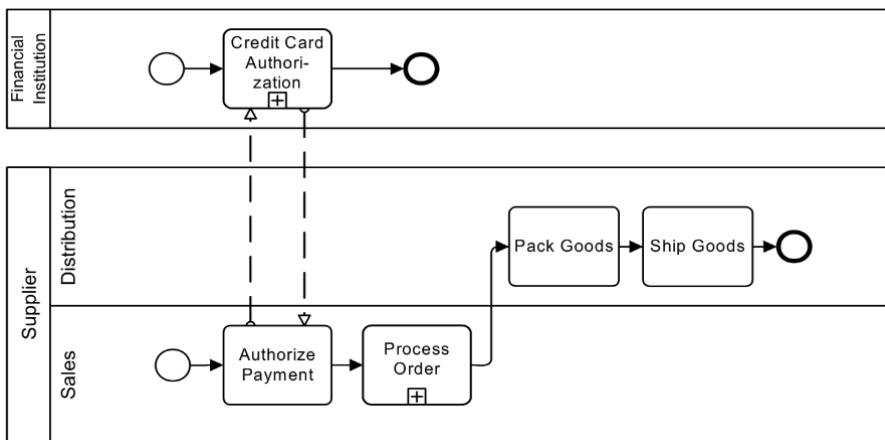 Financial
Institution
Credit Card
Authori-
zation
Supplier
Distribution
Pack Goods
Ship Goods
Sales
Authorize
Payment
Process
Order